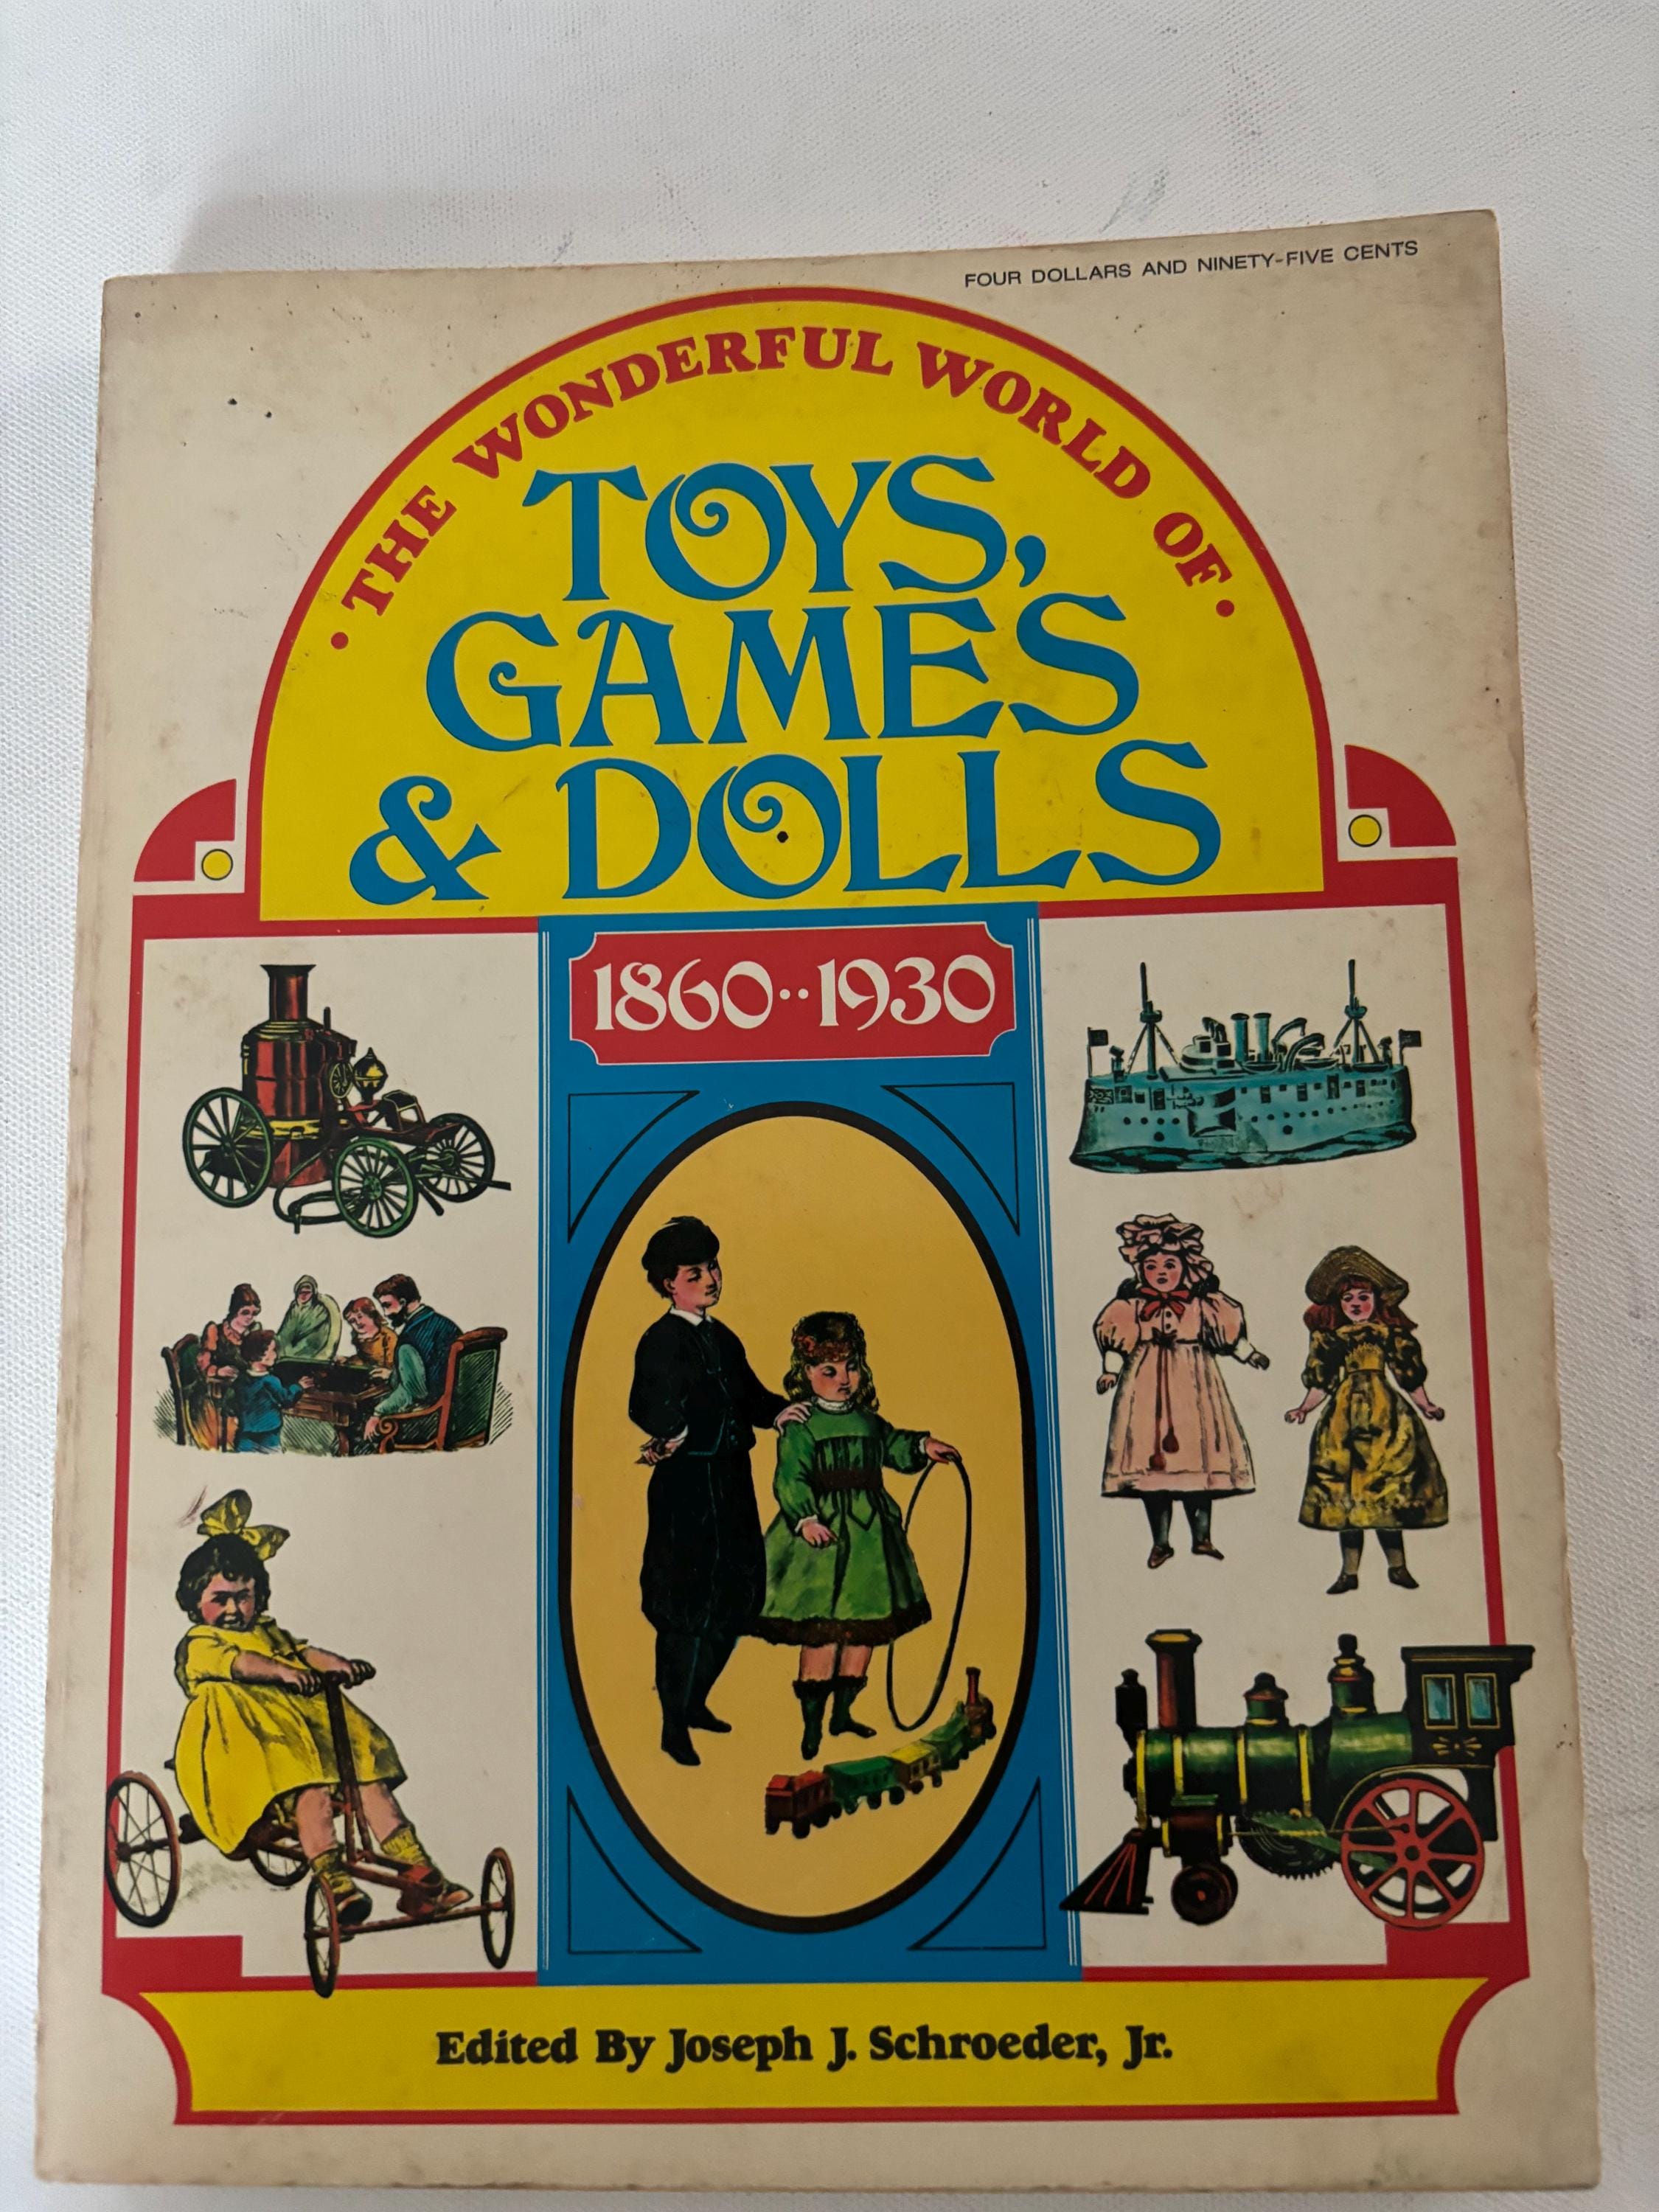 FOUR DOLLARS AND NINETY-FIVE CENTS
• THE WONDERFUL WORLD OF •
TOYS,
GAMES
& DOLLS
1860··1930
Edited By Joseph J. Schroeder, Jr.